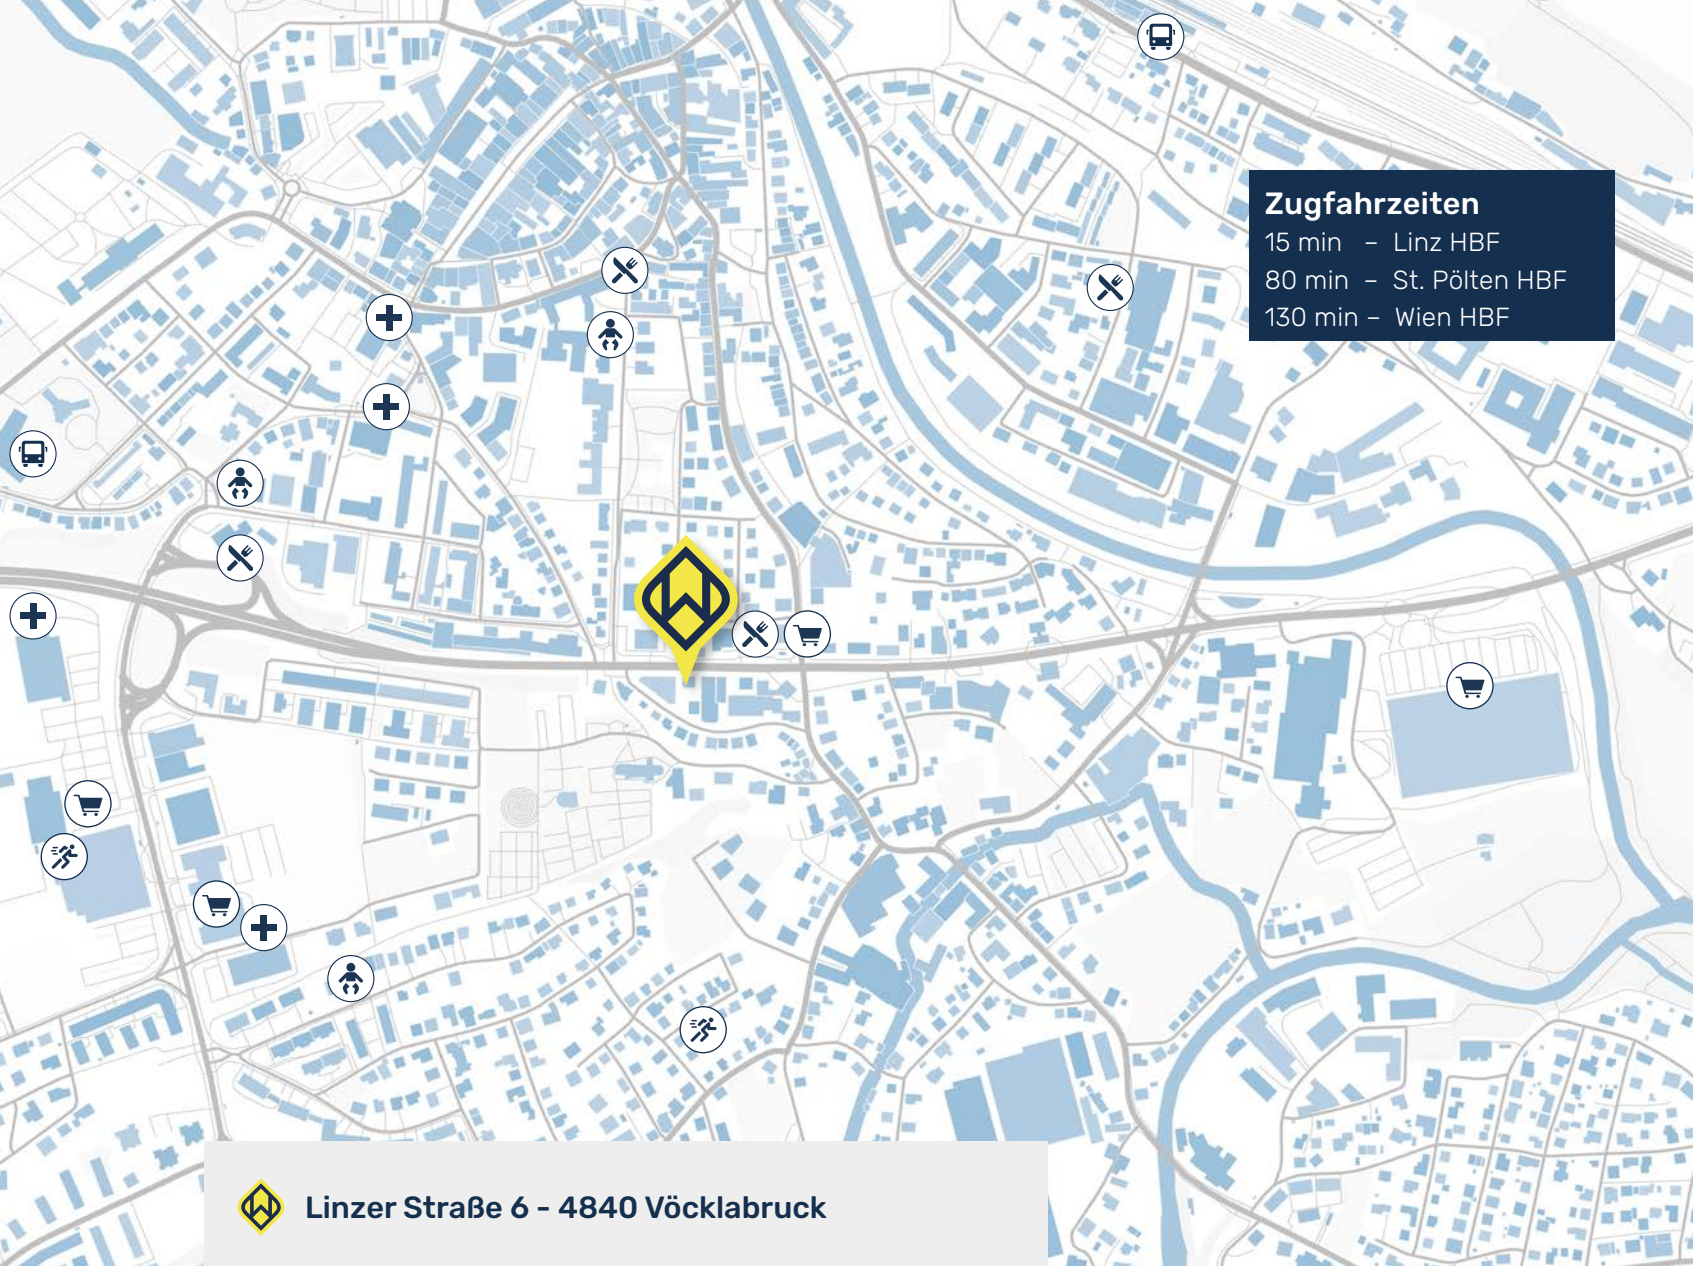 Zugfahrzeiten
15 min – Linz HBF
80 min – St. Pölten HBF
130 min – Wien HBF
Linzer Straße 6 - 4840 Vöcklabruck